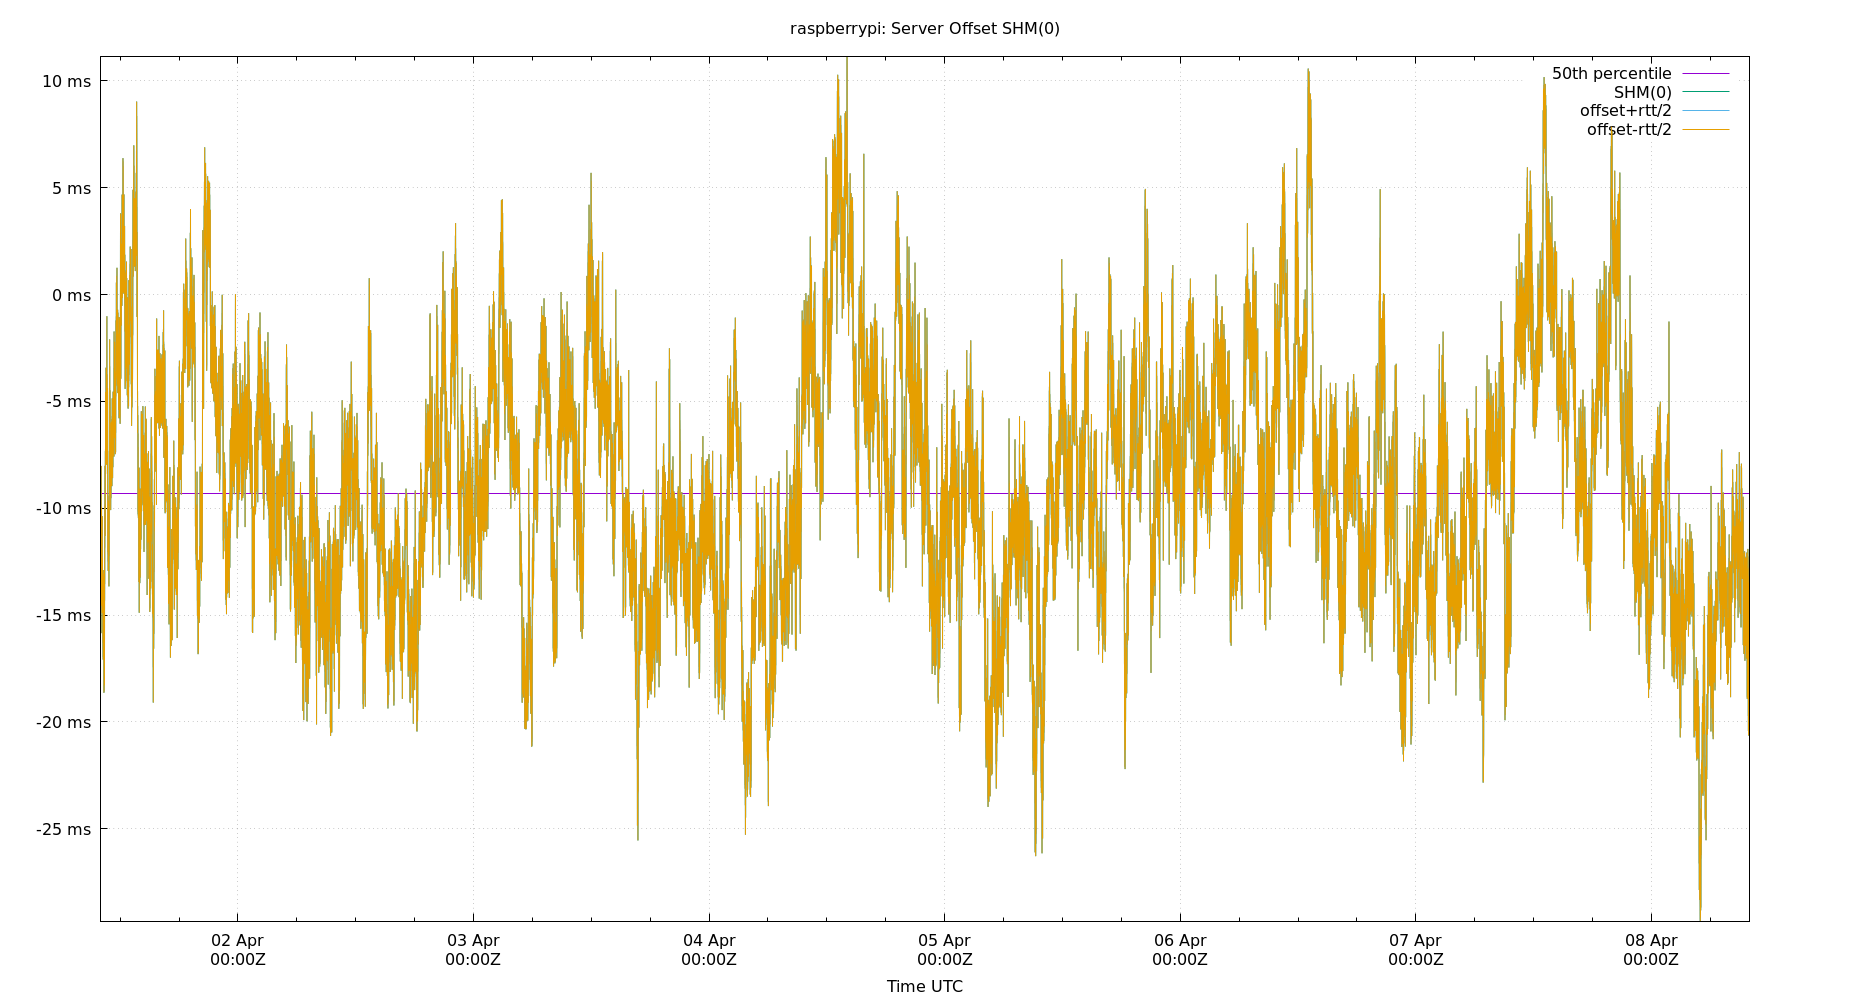 raspberrypi: Server Offset SHM(0)
50th percentile
SHM(0)
offset+rtt/2
offset-rtt/2
10 ms
5 ms
0 ms
-5 ms
-10 ms
-15 ms
-20 ms
-25 ms
02 Apr
00:00Z
03 Apr
00:00Z
04 Apr
00:00Z
05 Apr
00:00Z
06 Apr
00:00Z
07 Apr
00:00Z
08 Apr
00:00Z
Time UTC